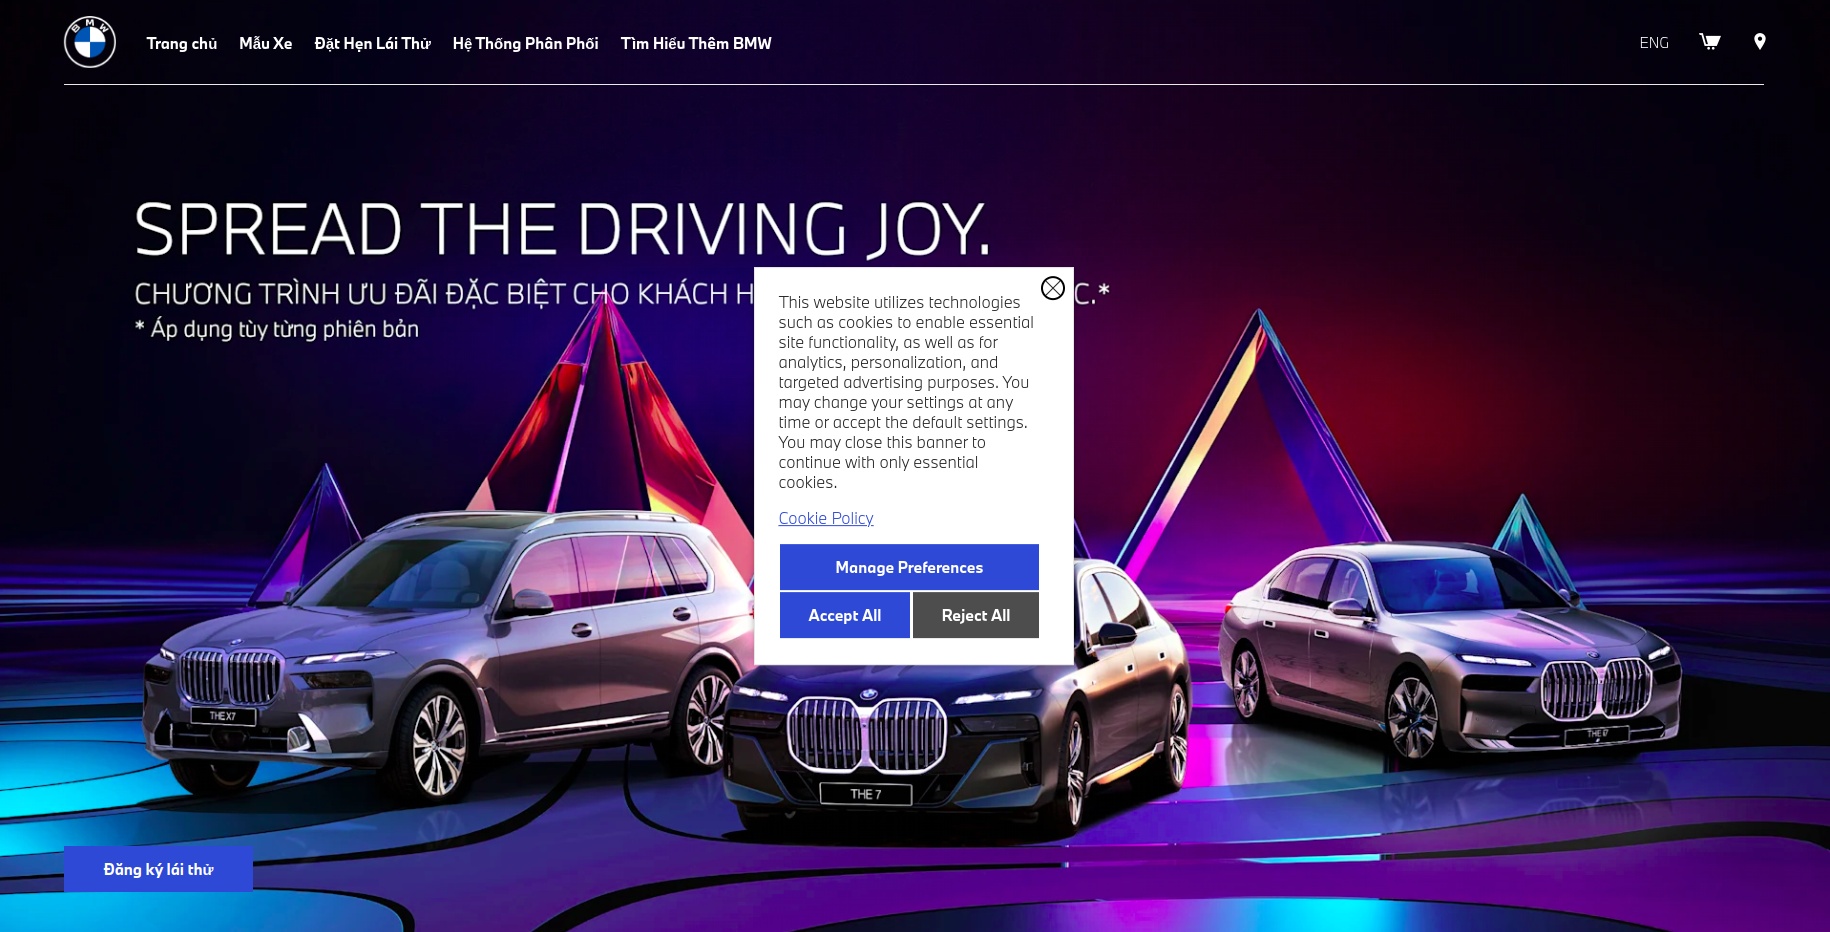 BMW
Trang chủ
Mẫu Xe
Đặt Hẹn Lái Thử
Hệ Thống Phân Phối
Tìm Hiểu Thêm BMW
ENG
SPREAD THE DRIVING JOY.
CHƯƠNG TRÌNH ƯU ĐÃI ĐẶC BIỆT CHO KHÁCH H
C.*
* Áp dụng tùy từng phiên bản
This website utilizes technologies
such as cookies to enable essential
site functionality, as well as for
analytics, personalization, and
targeted advertising purposes. You
may change your settings at any
time or accept the default settings.
You may close this banner to
continue with only essential
cookies.
Cookie Policy
Manage Preferences
Accept All
Reject All
THE X7
THE 7
THE i7
Đăng ký lái thử